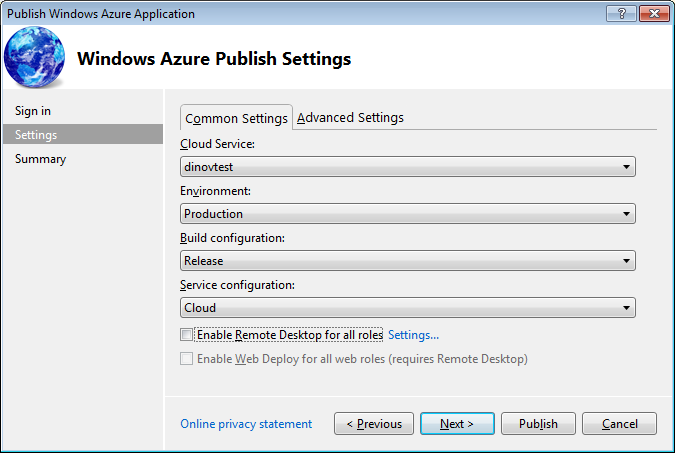 Publish Windows Azure Application
Windows Azure Publish Settings
Sign in
Settings
Summary
Common Settings
Advanced Settings
Cloud Service:
dinovtest
Environment:
Production
Build configuration:
Release
Service configuration:
Cloud
Enable Remote Desktop for all roles Settings...
Enable Web Deploy for all web roles (requires Remote Desktop)
Online privacy statement
< Previous
Next >
Publish
Cancel